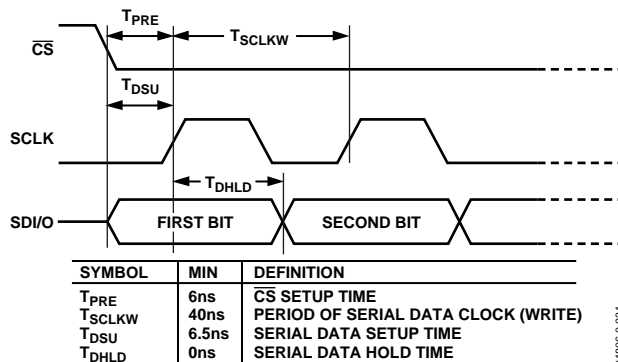 T_PRE
T_SCLKW
CS
T_DSU
SCLK
T_DHLD
SDI/O FIRST BIT SECOND BIT
SYMBOL MIN DEFINITION
T_PRE 6ns CS SETUP TIME
T_SCLKW 40ns PERIOD OF SERIAL DATA CLOCK (WRITE)
T_DSU 6.5ns SERIAL DATA SETUP TIME
T_DHLD 0ns SERIAL DATA HOLD TIME